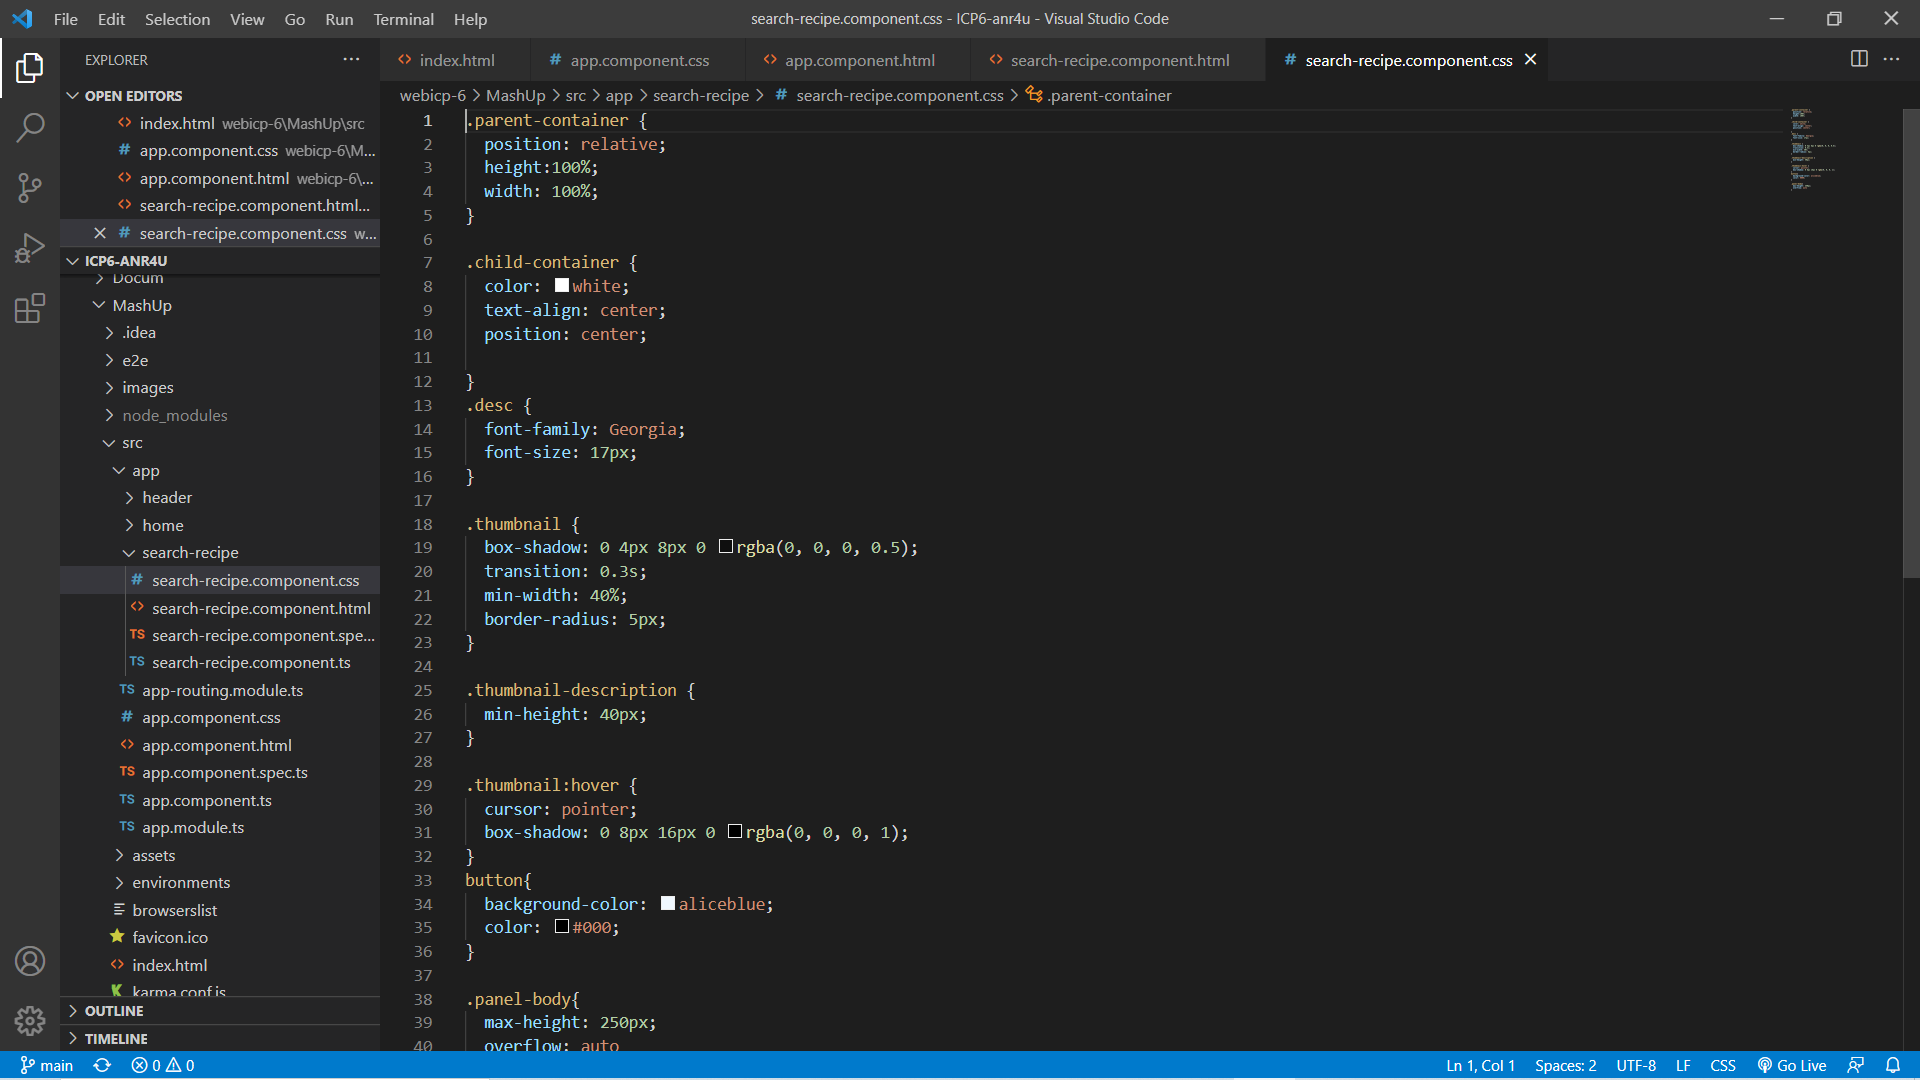 File Edit Selection View Go Run Terminal Help
search-recipe.component.css - ICP6-anr4u - Visual Studio Code
EXPLORER
OPEN EDITORS
index.html webicp-6\MashUp\src
app.component.css webicp-6\M...
app.component.html webicp-6\...
search-recipe.component.html...
search-recipe.component.css w...
ICP6-ANR4U
Docum
MashUp
.idea
e2e
images
node_modules
src
app
header
home
search-recipe
search-recipe.component.css
search-recipe.component.html
TS search-recipe.component.spe...
TS search-recipe.component.ts
TS app-routing.module.ts
# app.component.css
app.component.html
TS app.component.spec.ts
TS app.component.ts
TS app.module.ts
assets
environments
browserslist
favicon.ico
index.html
karma.conf.js
OUTLINE
TIMELINE
index.html
# app.component.css
app.component.html
search-recipe.component.html
# search-recipe.component.css
webicp-6 > MashUp > src > app > search-recipe > # search-recipe.component.css > .parent-container
1 .parent-container {
2 position: relative;
3 height:100%;
4 width: 100%;
5 }
6
7 .child-container {
8 color: white;
9 text-align: center;
10 position: center;
11
12 }
13 .desc {
14 font-family: Georgia;
15 font-size: 17px;
16 }
17
18 .thumbnail {
19 box-shadow: 0 4px 8px 0 rgba(0, 0, 0, 0.5);
20 transition: 0.3s;
21 min-width: 40%;
22 border-radius: 5px;
23 }
24
25 .thumbnail-description {
26 min-height: 40px;
27 }
28
29 .thumbnail:hover {
30 cursor: pointer;
31 box-shadow: 0 8px 16px 0 rgba(0, 0, 0, 1);
32 }
33 button{
34 background-color: aliceblue;
35 color: #000;
36 }
37
38 .panel-body{
39 max-height: 250px;
40 overflow: auto
main 0 0
Ln 1, Col 1 Spaces: 2 UTF-8 LF CSS Go Live